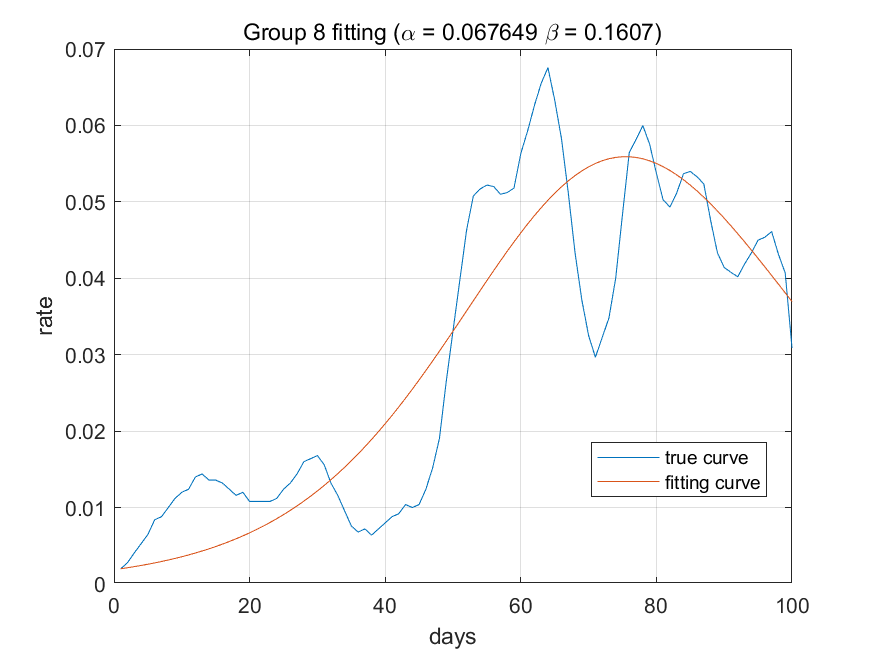 Group 8 fitting (α = 0.067649 β = 0.1607)
0.07
0.06
0.05
0.04
0.03
0.02
0.01
0
rate
true curve
fitting curve
0 20 40 60 80 100
days